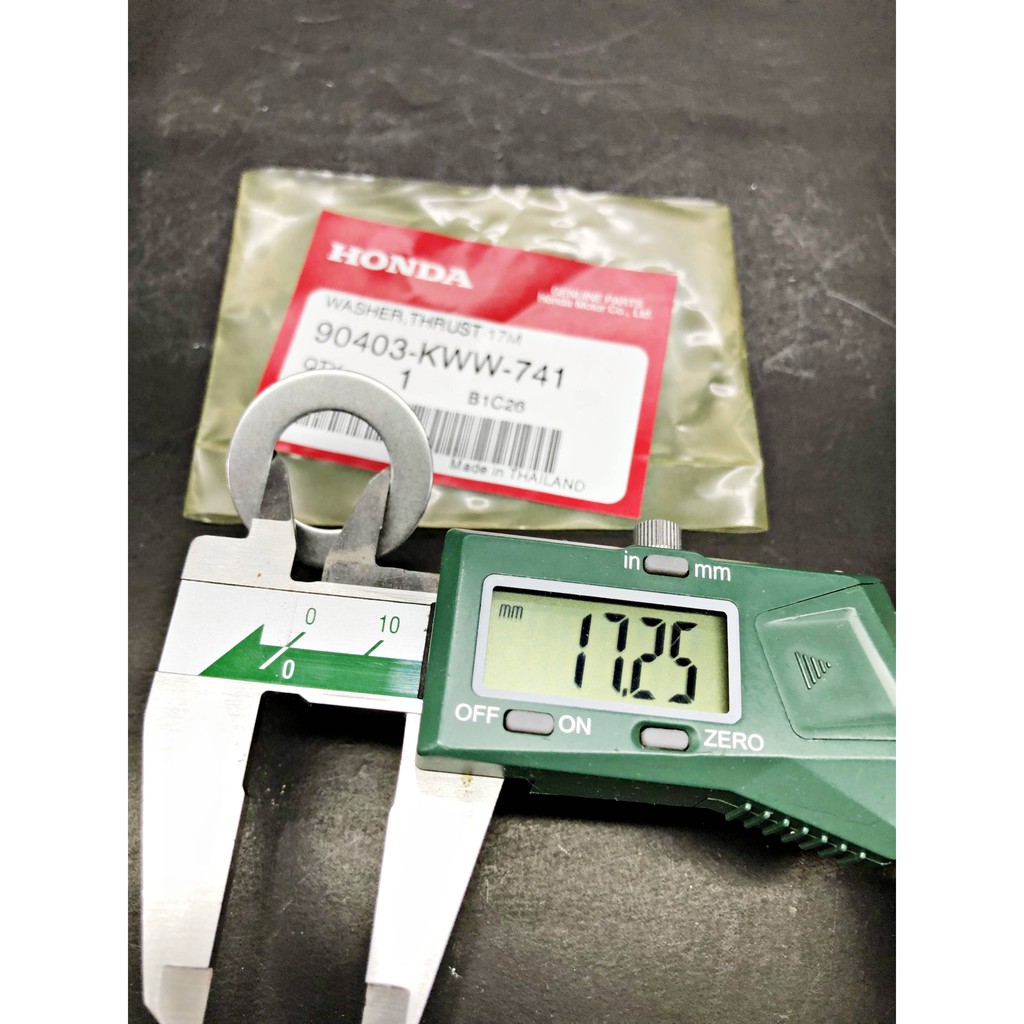 HONDA
GENUINE PARTS
Honda Motor Co., Ltd.
WASHER,THRUST 17M
90403-KWW-741
QTY 1 B1C26
Made in THAILAND
in mm
mm
17.25
OFF ON
ZERO
0 10
0